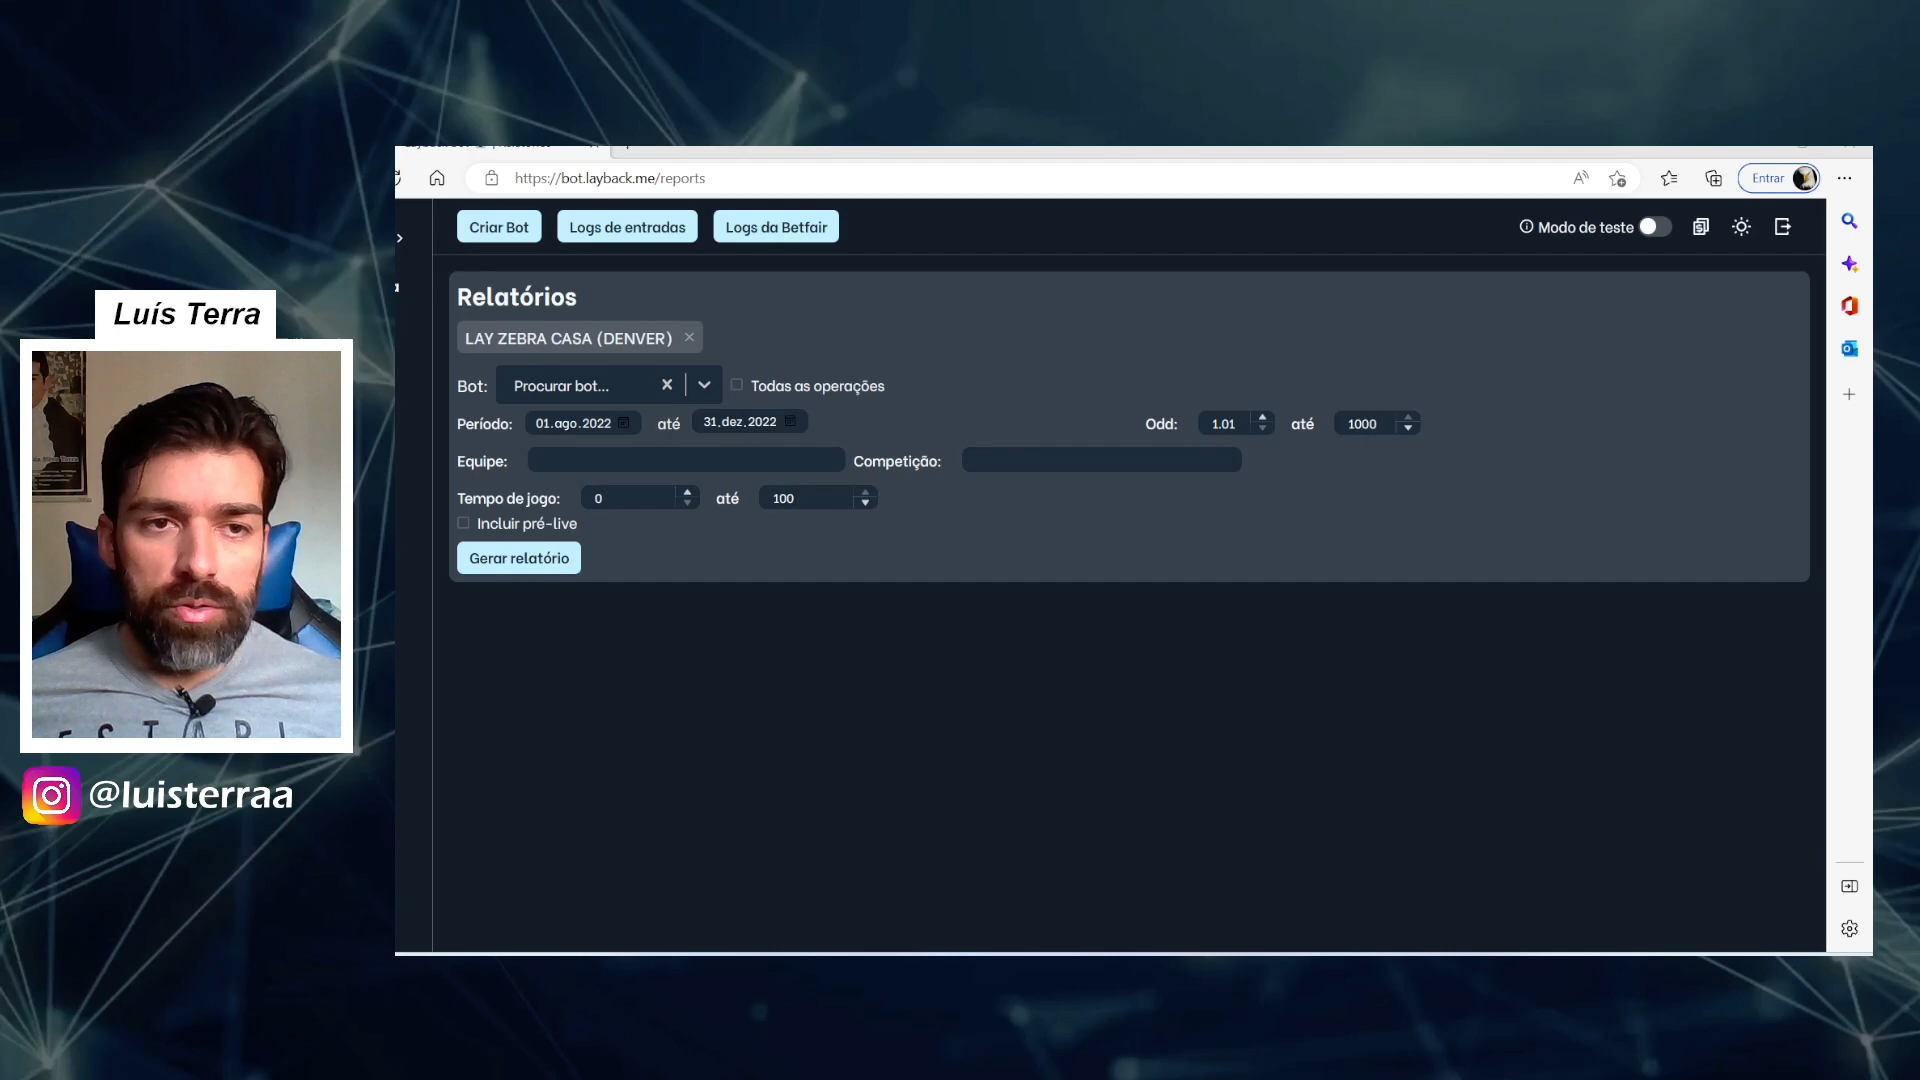 https://bot.layback.me/reports
Entrar
Criar Bot
Logs de entradas
Logs da Betfair
Modo de teste
Relatórios
LAY ZEBRA CASA (DENVER)
Bot: Procurar bot... Todas as operações
Período: 01.ago.2022 até 31.dez.2022 Odd: 1.01 até 1000
Equipe: Competição:
Tempo de jogo: 0 até 100
Incluir pré-live
Gerar relatório
Luís Terra
@luisterraa